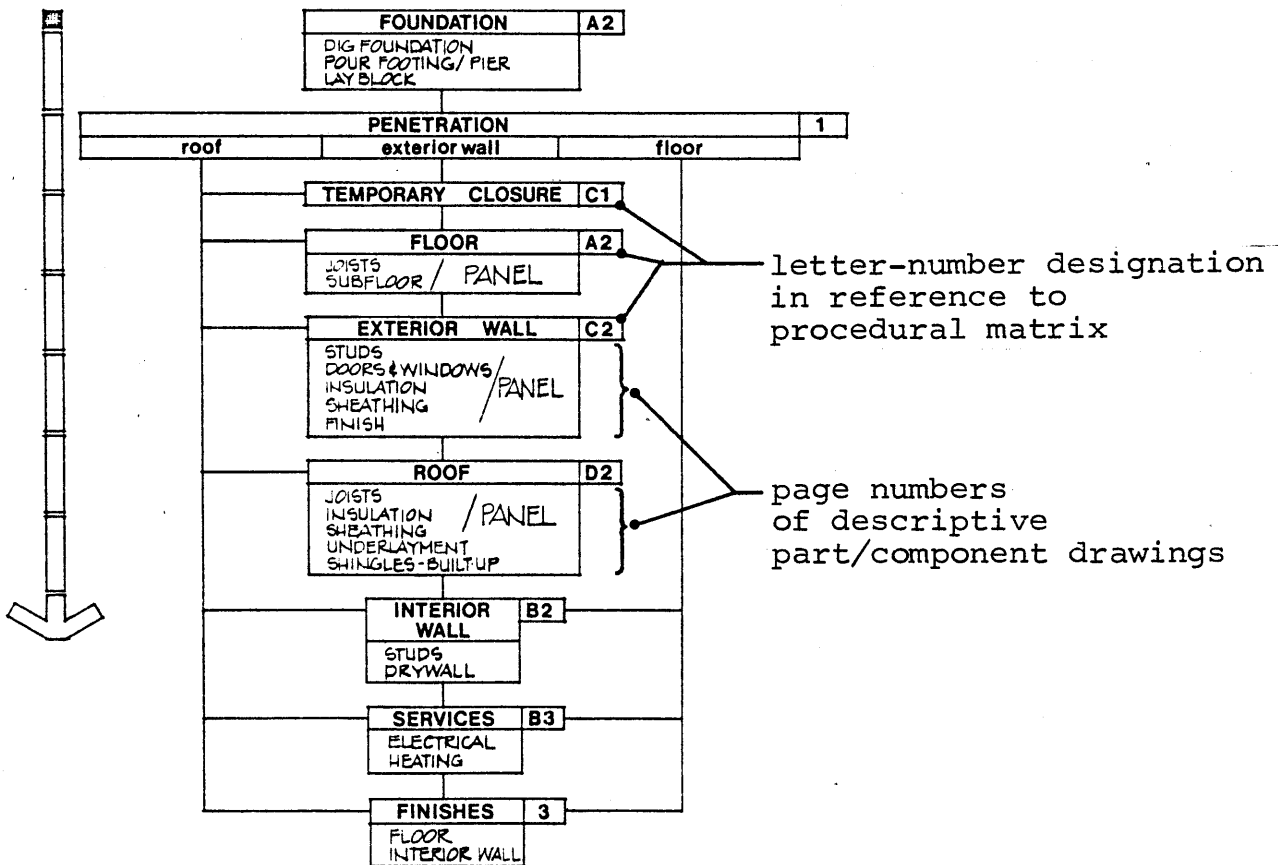 FOUNDATION A2
DIG FOUNDATION
POUR FOOTING/PIER
LAY BLOCK
PENETRATION 1
roof exterior wall floor
TEMPORARY CLOSURE C1
FLOOR A2
JOISTS
SUBFLOOR / PANEL
EXTERIOR WALL C2
STUDS
DOORS & WINDOWS
INSULATION / PANEL
SHEATHING
FINISH
ROOF D2
JOISTS
INSULATION / PANEL
SHEATHING
UNDERLAYMENT
SHINGLES-BUILT-UP
INTERIOR B2
WALL
STUDS
DRYWALL
SERVICES B3
ELECTRICAL
HEATING
FINISHES 3
FLOOR
INTERIOR WALL
letter-number designation
in reference to
procedural matrix
page numbers
of descriptive
part/component drawings